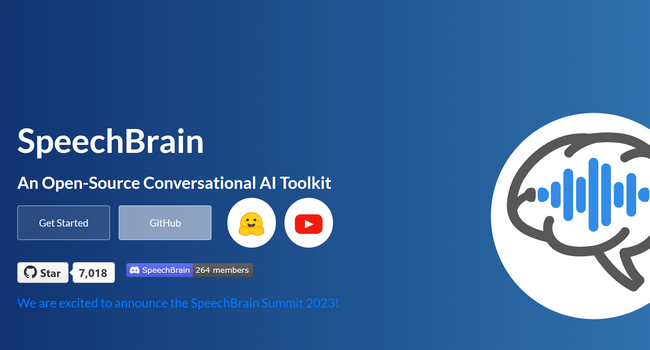 SpeechBrain
An Open-Source Conversational AI Toolkit
Get Started GitHub
Star 7,018 SpeechBrain 264 members
We are excited to announce the SpeechBrain Summit 2023!